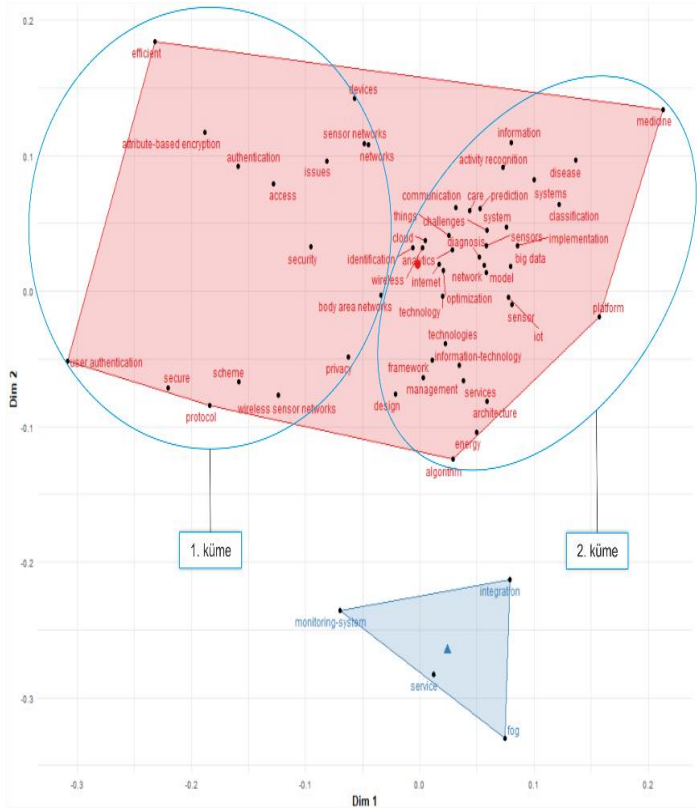 0.2
efficient
devices
medicine
sensor networks
networks
information
attribute-based encryption
authentication
issues
activity recognition
disease
0.1
access
systems
communication
care
prediction
classification
things
challenges
system
security
cloud
diagnosis
sensors
implementation
identification
analytics
big data
wireless
internet
network
model
0.0
body area networks
optimization
technology
sensor
platform
iot
technologies
user authentication
privacy
information-technology
scheme
framework
secure
management
services
wireless sensor networks
design
architecture
protocol
energy
-0.1
algorithm
Dim 2
1. küme
2. küme
-0.2
integration
monitoring-system
service
-0.3
fog
-0.3
-0.2
-0.1
0.0
0.1
0.2
Dim 1